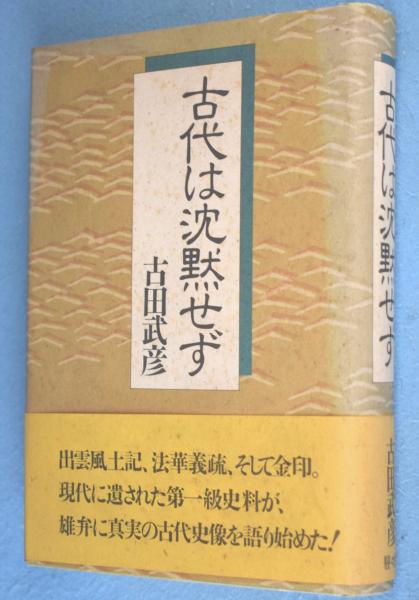 古代は沈黙せず
古田武彦
出雲風土記、法華義疏、そして金印。
現代に遺された第一級史料が、
雄弁に真実の古代史像を語り始めた!
古代は沈黙せず
古田武彦